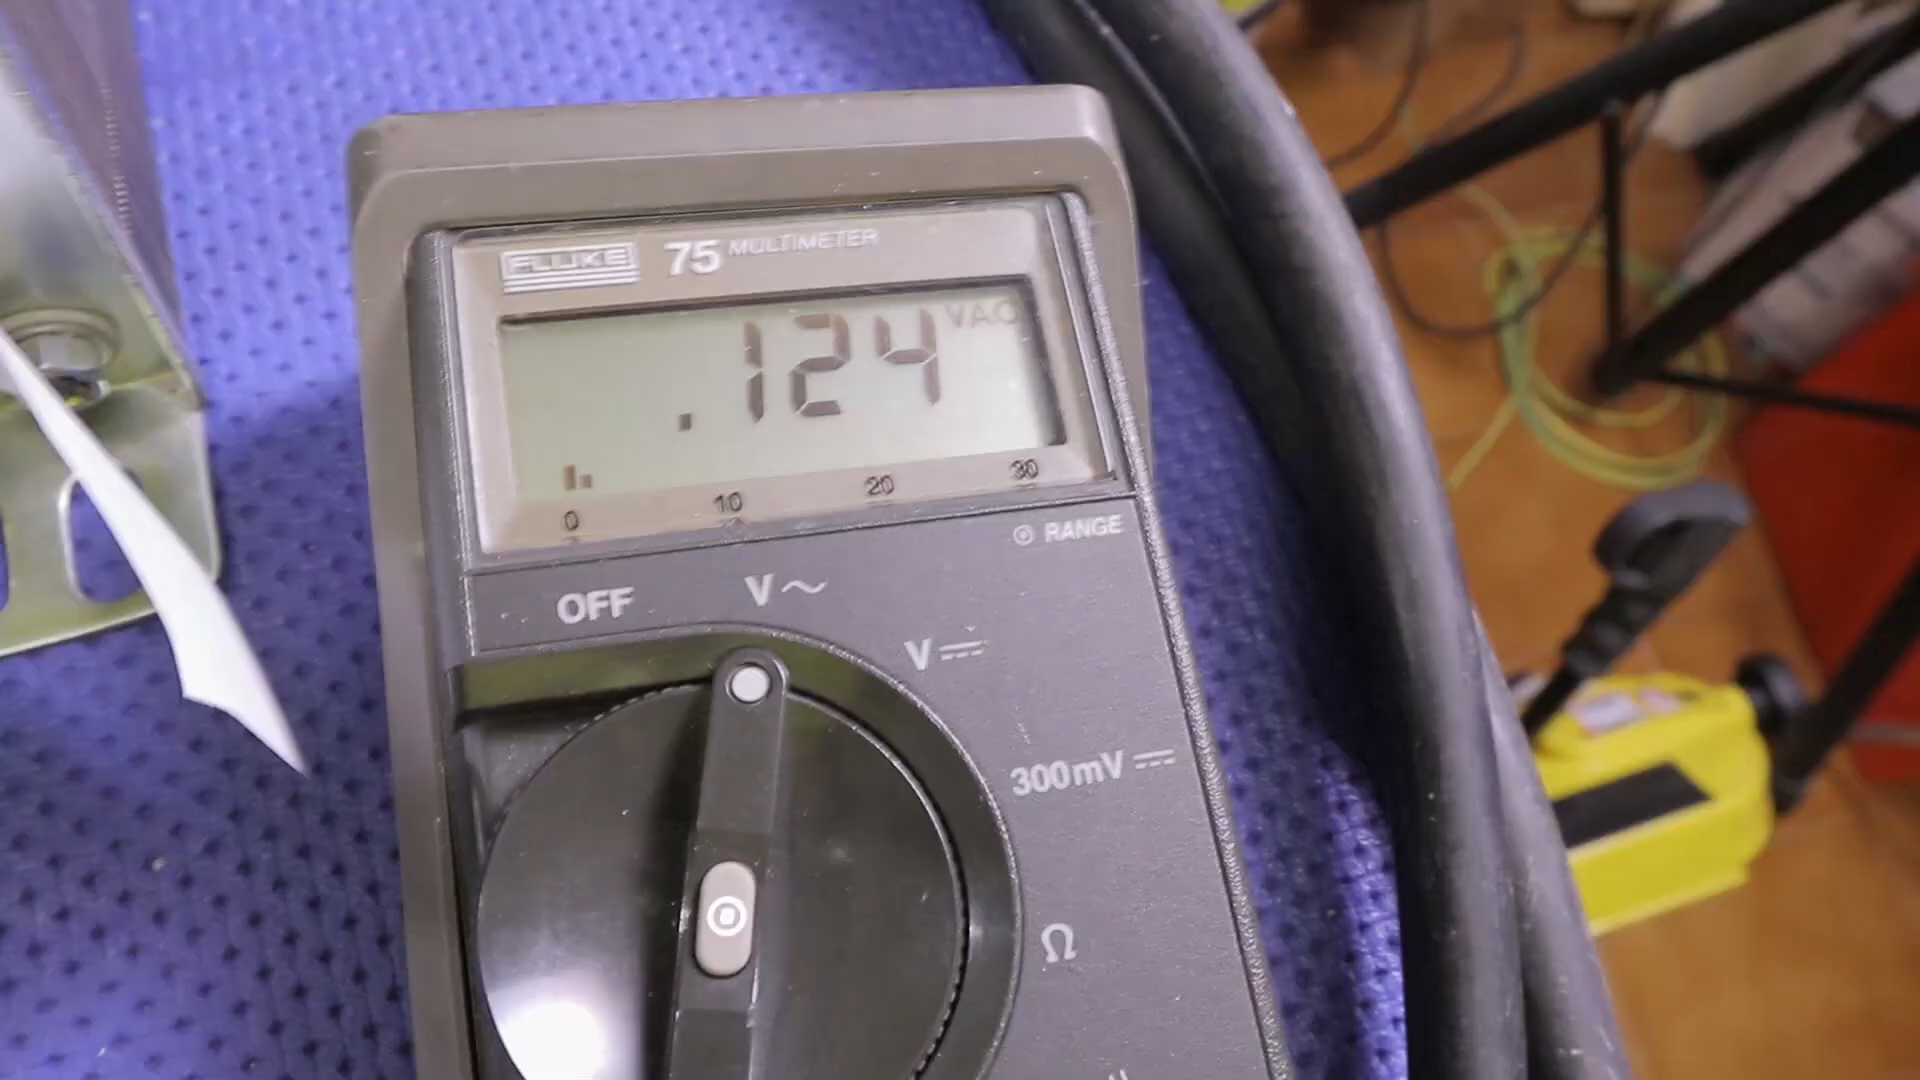 FLUKE 75 MULTIMETER
.124 VAC
0 10 20 30
RANGE
OFF V~
V⎓
300mV⎓
Ω